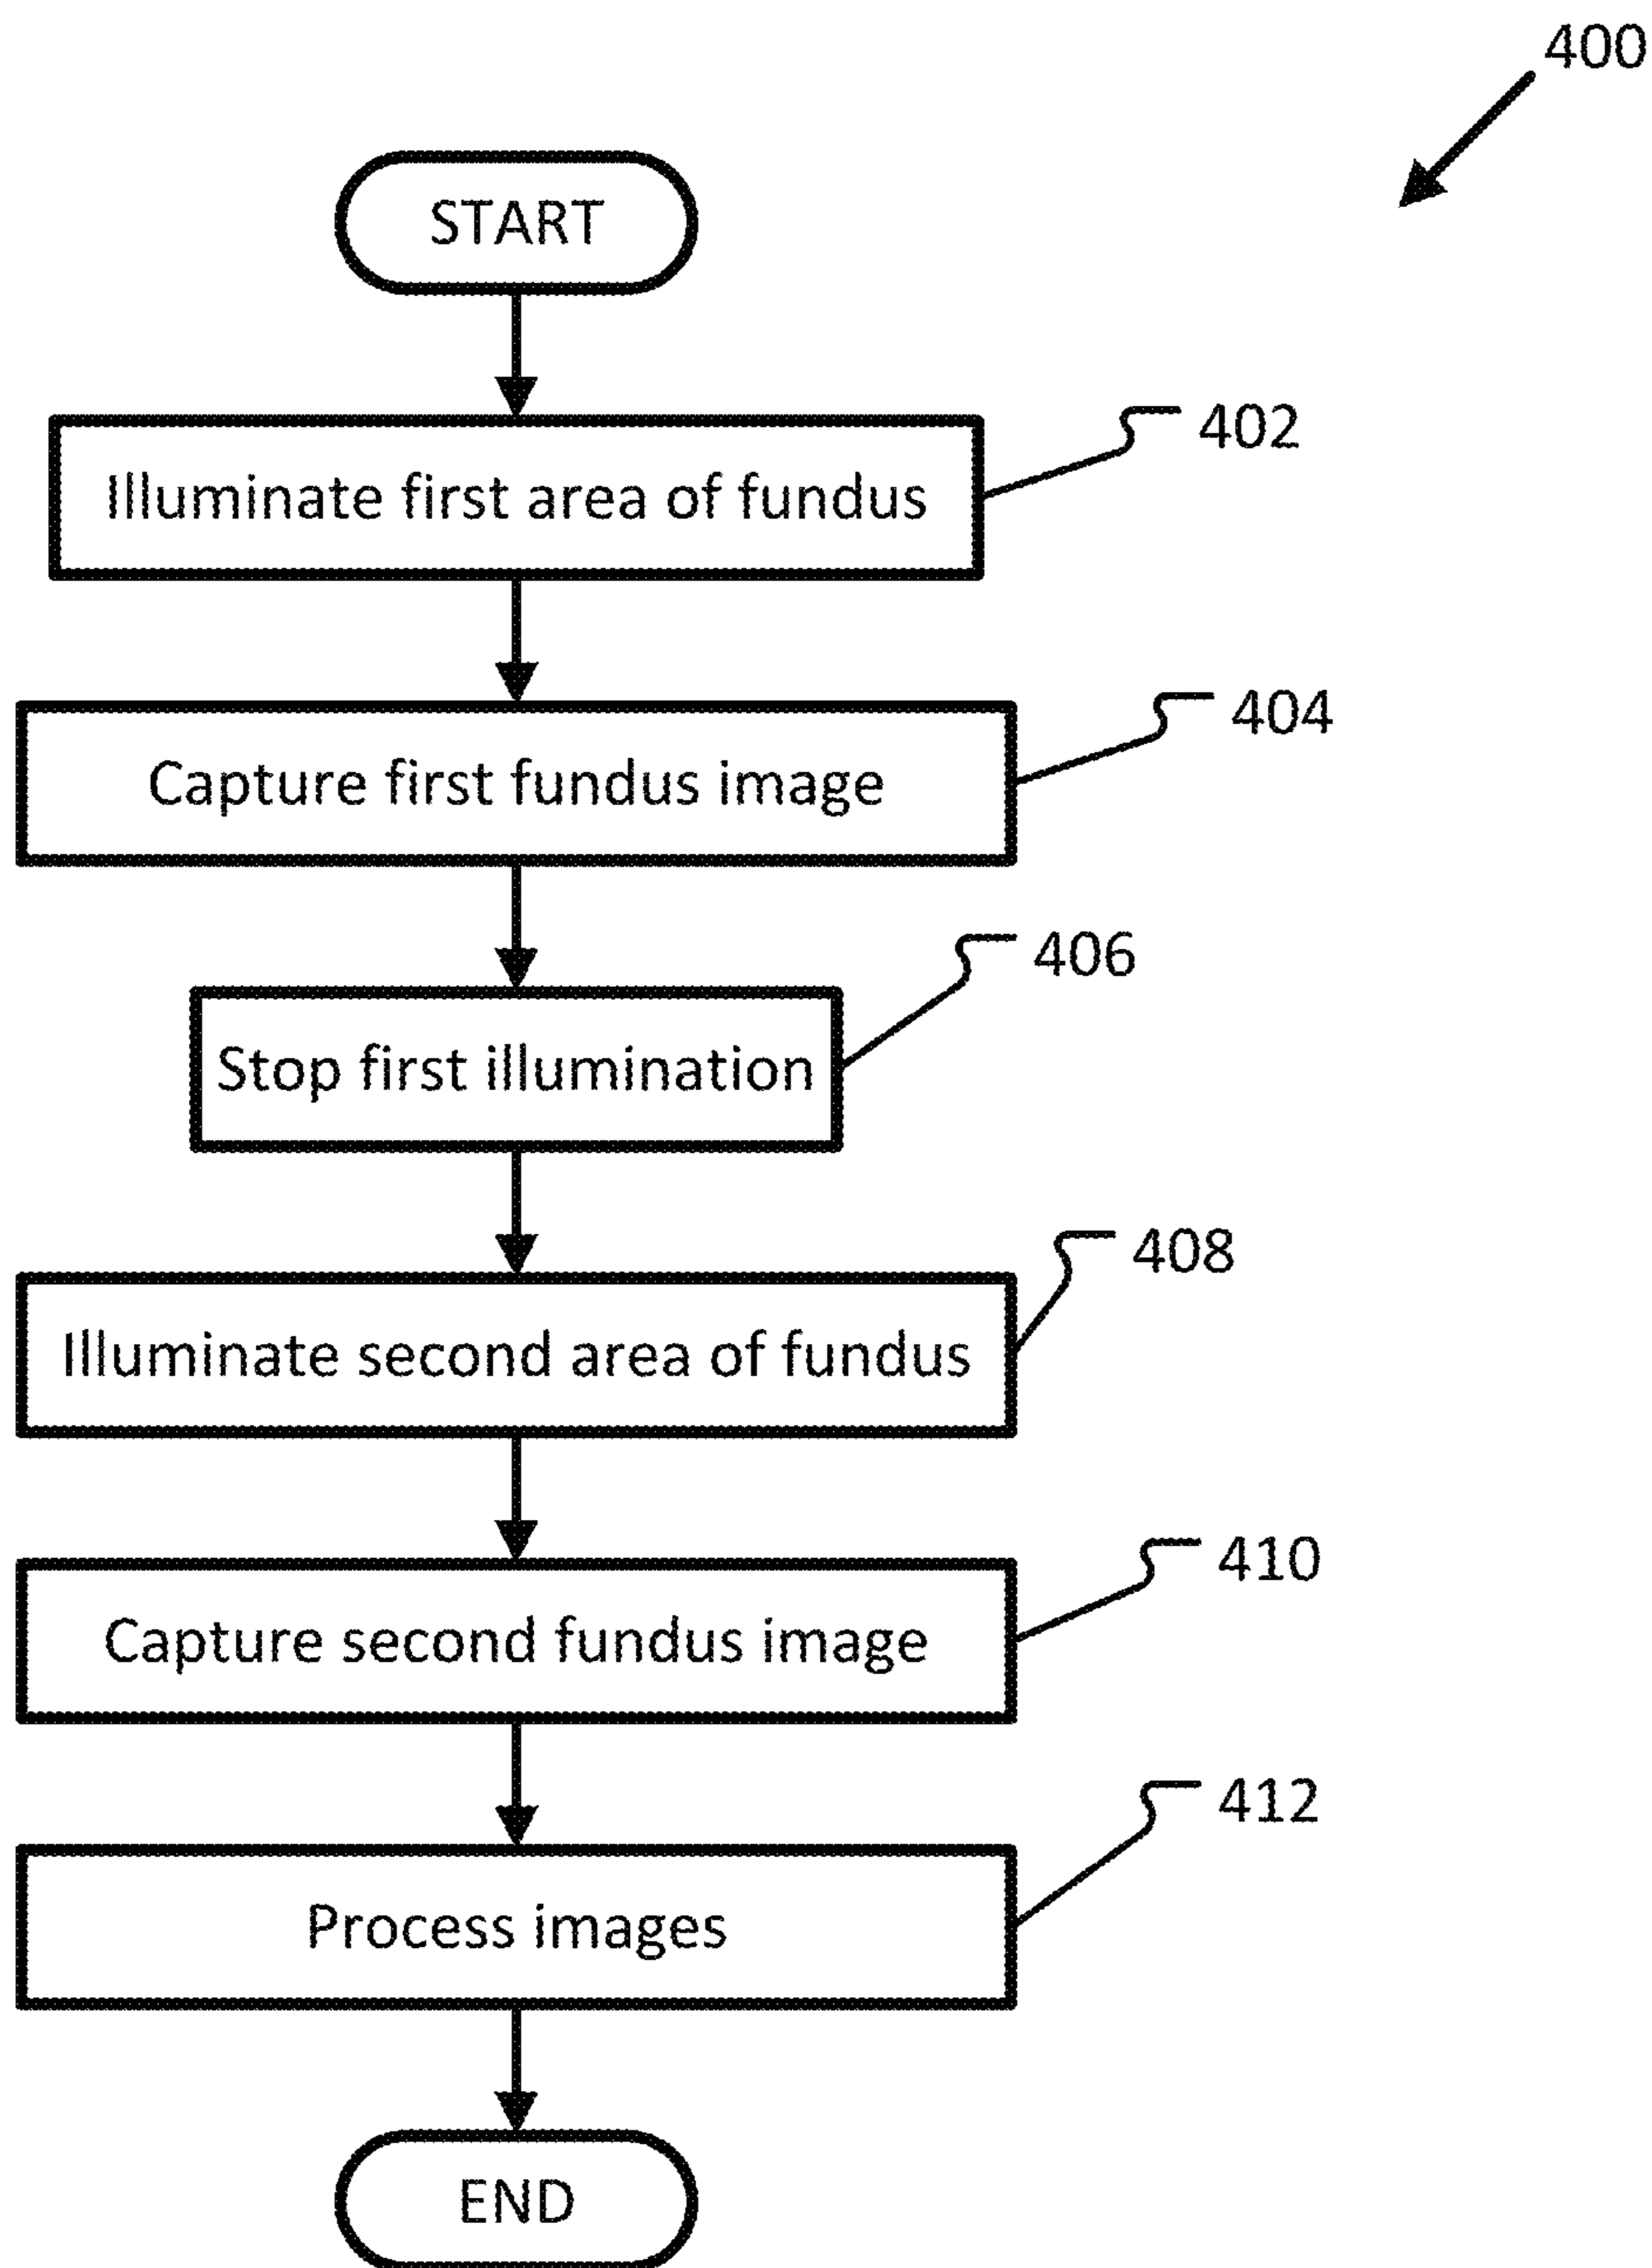 400
START
Illuminate first area of fundus
402
Capture first fundus image
404
Stop first illumination
406
Illuminate second area of fundus
408
Capture second fundus image
410
Process images
412
END